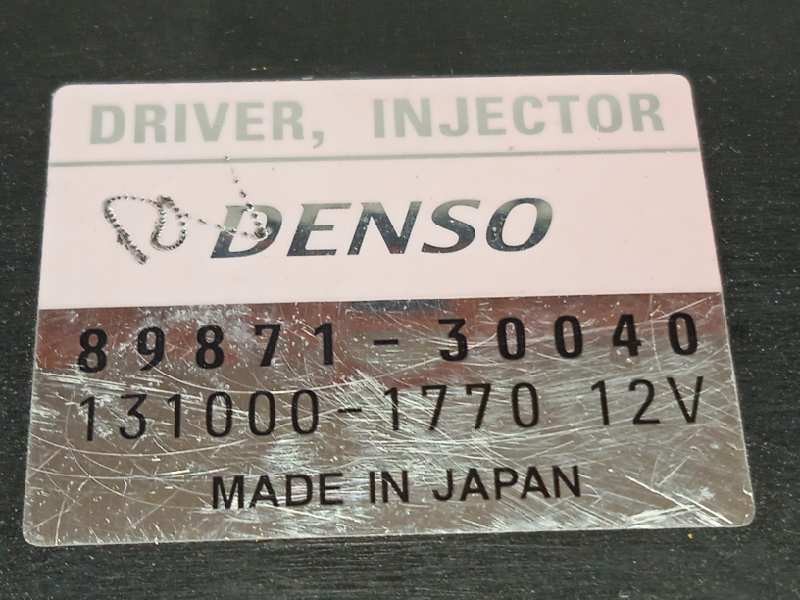 DRIVER, INJECTOR
DENSO
89871-30040
131000-1770 12V
MADE IN JAPAN